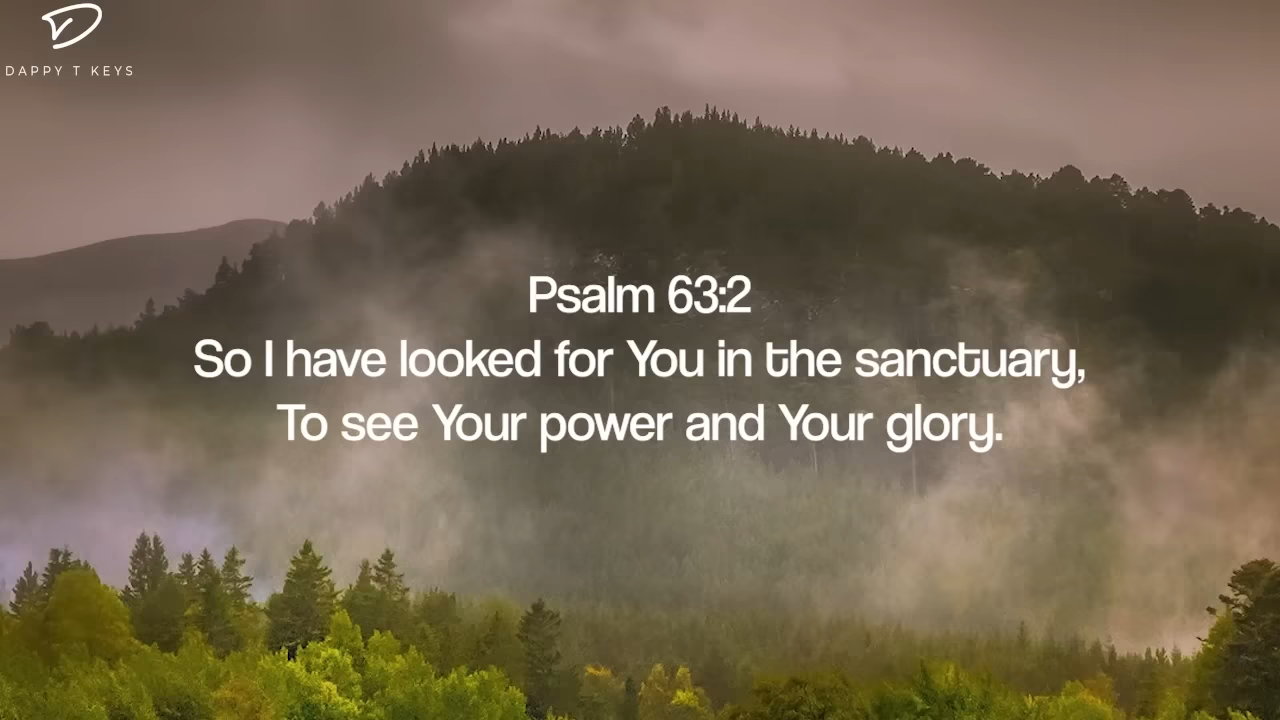 DAPPY T KEYS
Psalm 63:2
So I have looked for You in the sanctuary,
To see Your power and Your glory.